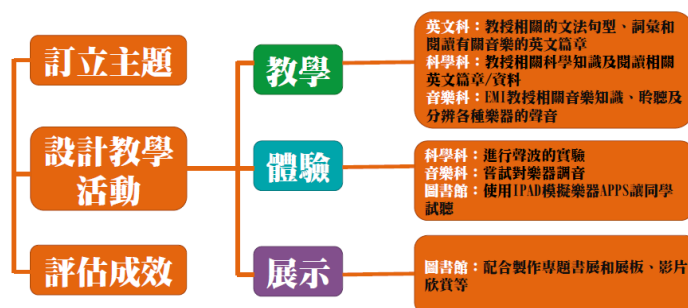 訂立主題
設計教學
活動
評估成效
教學
體驗
展示
英文科：教授相關的文法句型、詞彙和
閱讀有關音樂的英文篇章
科學科：教授相關科學知識及閱讀相關
英文篇章/資料
音樂科：EMI教授相關音樂知識、聆聽及
分辨各種樂器的聲音
科學科：進行聲波的實驗
音樂科：嘗試對樂器調音
圖書館：使用IPAD模擬樂器APPS讓同學
試聽
圖書館：配合製作專題書展和展板、影片
欣賞等